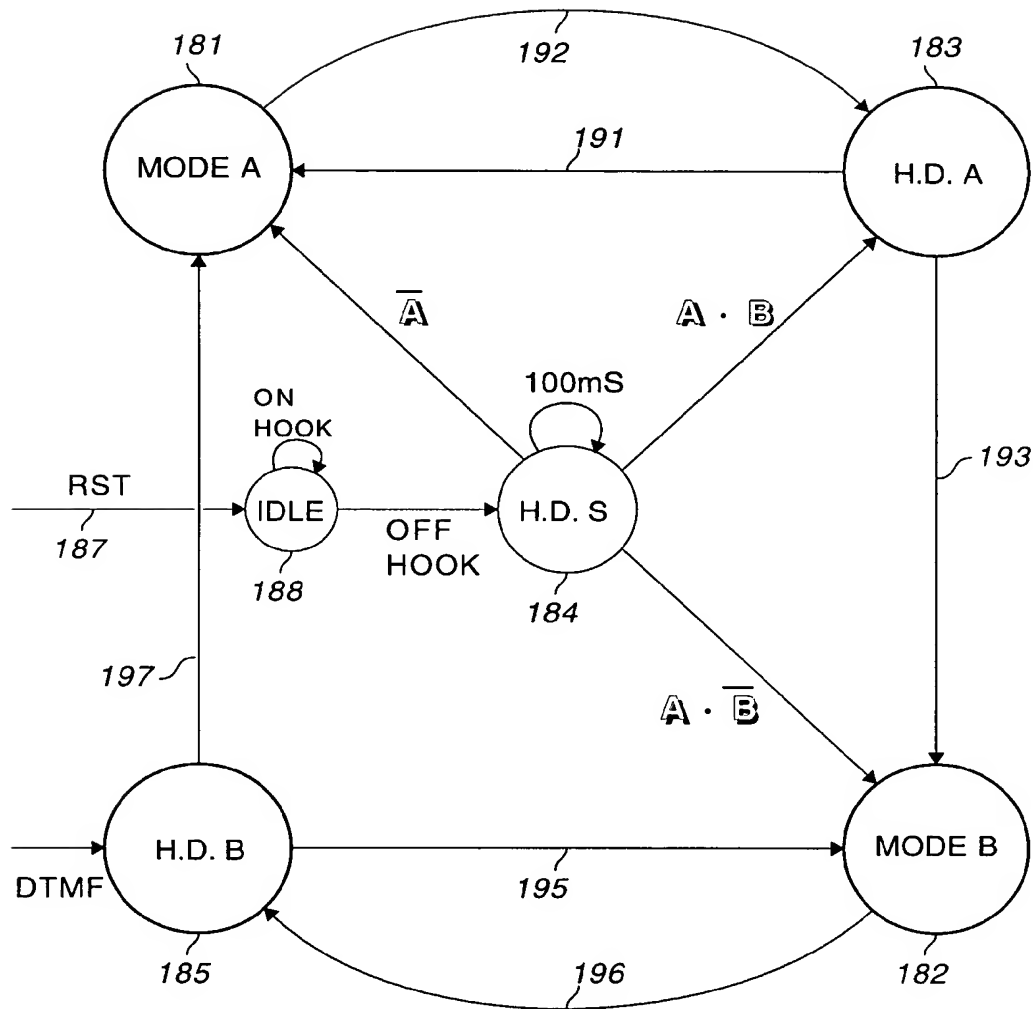 181
192
183
MODE A
191
H.D. A
A̅
A · B
100mS
ON
HOOK
193
RST
IDLE
H.D. S
187
OFF
HOOK
188
184
197
A · B̅
H.D. B
MODE B
DTMF
195
185
196
182